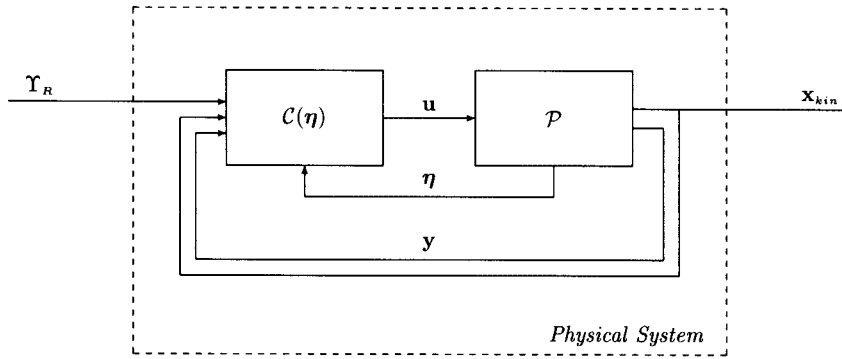 ϒ_R
C(η)
u
P
x_kin
η
y
Physical System